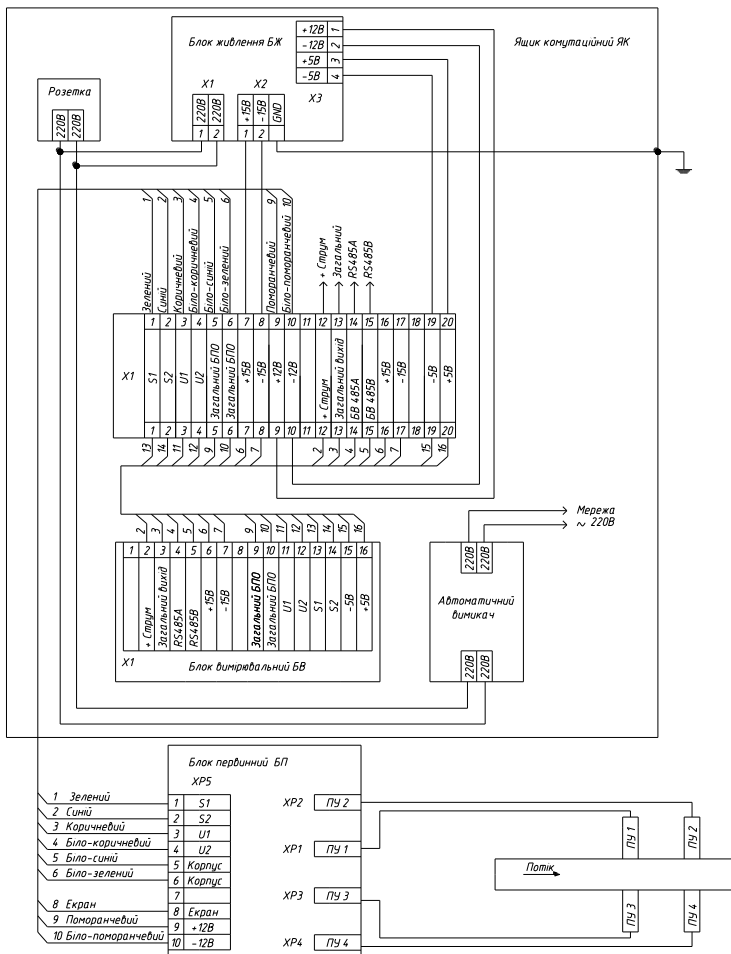 Блок живлення БЖ
+12В 1
-12В 2
+5В 3
-5В 4
X3
Ящик комутаційний ЯК
Розетка
220В 220В
X1
220В 220В
1 2
X2
+15В -15В GND
1 2
1 2 3 4 5 6 9 10
Зелений
Синій
Коричневий
Біло-коричневий
Біло-синій
Біло-зелений
Поморанчевий
Біло-поморанчевий
+ Струм
Загальний
RS485A
RS485B
X1
1 2 3 4 5 6 7 8 9 10 11 12 13 14 15 16 17 18 19 20
S1
S2
U1
U2
Загальний БПО
Загальний БПО
+15В
-15В
+12В
-12В
+ Струм
Загальний вихід
БВ 485A
БВ 485B
+15В
-15В
-5В
+5В
1 2 3 4 5 6 7 8 9 10 11 12 13 14 15 16 17 18 19 20
13 14 11 12 9 10 6 7 2 3 4 5 6 7 15 16
2 3 4 5 6 7 9 10 11 12 13 14 15 16
1 2 3 4 5 6 7 8 9 10 11 12 13 14 15 16
+ Струм
Загальний вихід
RS485A
RS485B
+15В
-15В
Загальний БПО
Загальний БПО
U1
U2
S1
S2
-5В
+5В
X1
Блок вимірювальний БВ
Мережа
~ 220В
220В 220В
Автоматичний
вимикач
220В 220В
Блок первинний БП
XP5
1 Зелений
2 Синій
3 Коричневий
4 Біло-коричневий
5 Біло-синій
6 Біло-зелений
8 Екран
9 Поморанчевий
10 Біло-поморанчевий
1 S1
2 S2
3 U1
4 U2
5 Корпус
6 Корпус
7
8 Екран
9 +12В
10 -12В
XP2 ПУ 2
XP1 ПУ 1
XP3 ПУ 3
XP4 ПУ 4
ПУ 1
ПУ 2
Потік
ПУ 3
ПУ 4